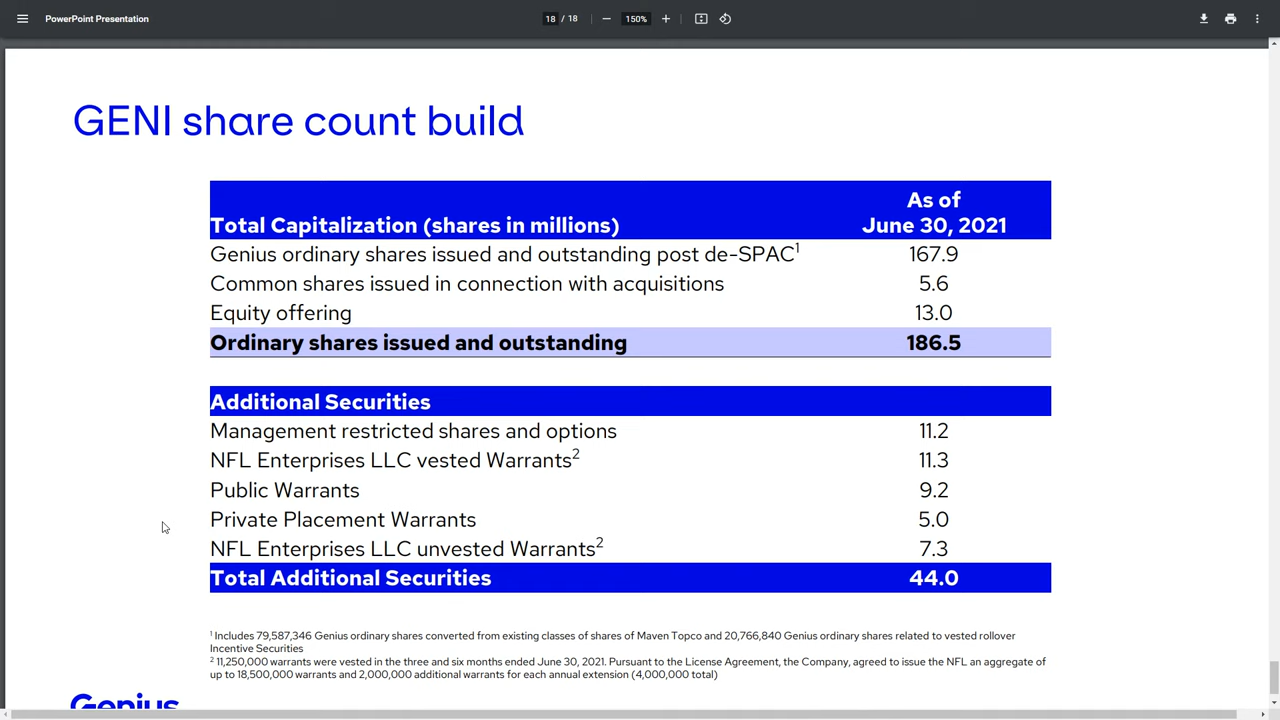 PowerPoint Presentation
18 / 18
150%
GENI share count build
As of
Total Capitalization (shares in millions) June 30, 2021
Genius ordinary shares issued and outstanding post de-SPAC1 167.9
Common shares issued in connection with acquisitions 5.6
Equity offering 13.0
Ordinary shares issued and outstanding 186.5
Additional Securities
Management restricted shares and options 11.2
NFL Enterprises LLC vested Warrants2 11.3
Public Warrants 9.2
Private Placement Warrants 5.0
NFL Enterprises LLC unvested Warrants2 7.3
Total Additional Securities 44.0
1 Includes 79,587,346 Genius ordinary shares converted from existing classes of shares of Maven Topco and 20,766,840 Genius ordinary shares related to vested rollover
Incentive Securities
2 11,250,000 warrants were vested in the three and six months ended June 30, 2021. Pursuant to the License Agreement, the Company, agreed to issue the NFL an aggregate of
up to 18,500,000 warrants and 2,000,000 additional warrants for each annual extension (4,000,000 total)
Genius